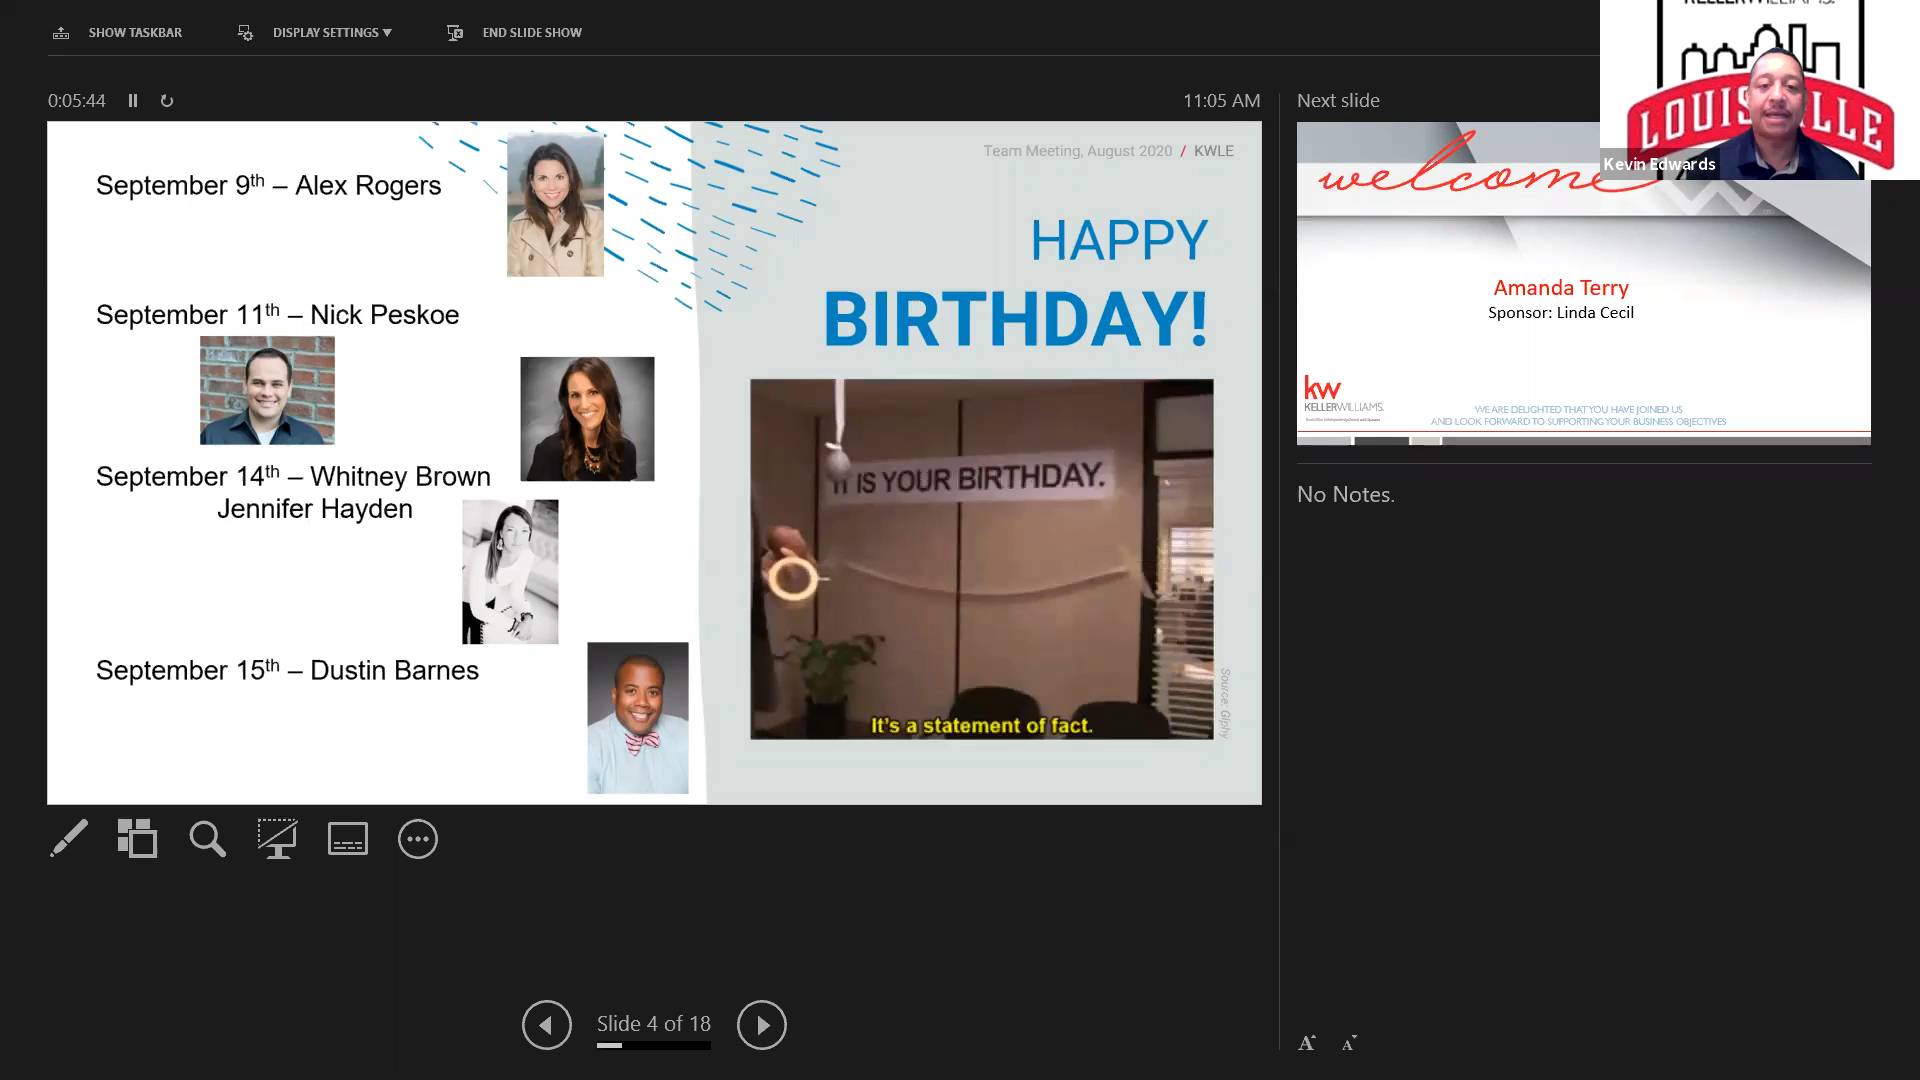 SHOW TASKBAR
DISPLAY SETTINGS ▼
END SLIDE SHOW
0:05:44
11:05 AM
Next slide
KELLERWILLIAMS.
LOUISVILLE
Kevin Edwards
September 9th – Alex Rogers
September 11th – Nick Peskoe
September 14th – Whitney Brown
Jennifer Hayden
September 15th – Dustin Barnes
Team Meeting, August 2020 / KWLE
HAPPY
BIRTHDAY!
IT IS YOUR BIRTHDAY.
It's a statement of fact.
Source: Giphy
welcome
Amanda Terry
Sponsor: Linda Cecil
kw
KELLERWILLIAMS.
WE ARE DELIGHTED THAT YOU HAVE JOINED US
AND LOOK FORWARD TO SUPPORTING YOUR BUSINESS OBJECTIVES
No Notes.
Slide 4 of 18
A A